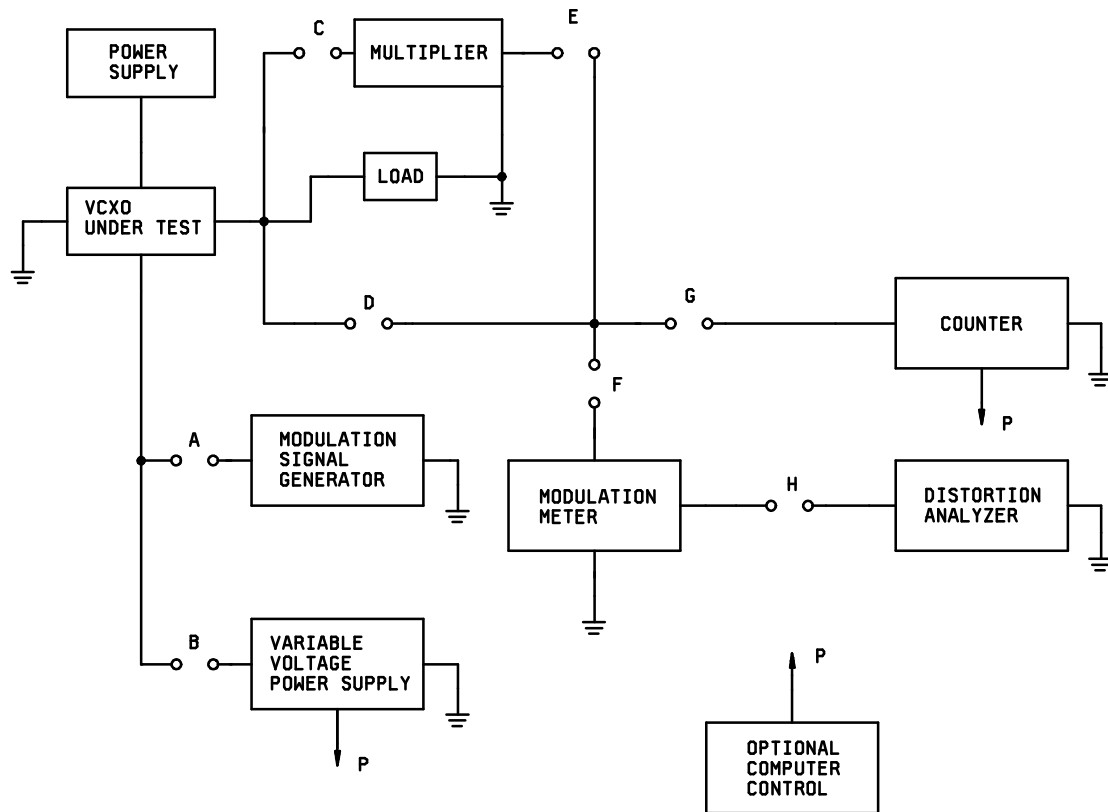 POWER
SUPPLY
C
MULTIPLIER
E
LOAD
VCXO
UNDER TEST
D
G
COUNTER
F
P
A
MODULATION
SIGNAL
GENERATOR
MODULATION
METER
H
DISTORTION
ANALYZER
B
VARIABLE
VOLTAGE
POWER SUPPLY
P
P
OPTIONAL
COMPUTER
CONTROL